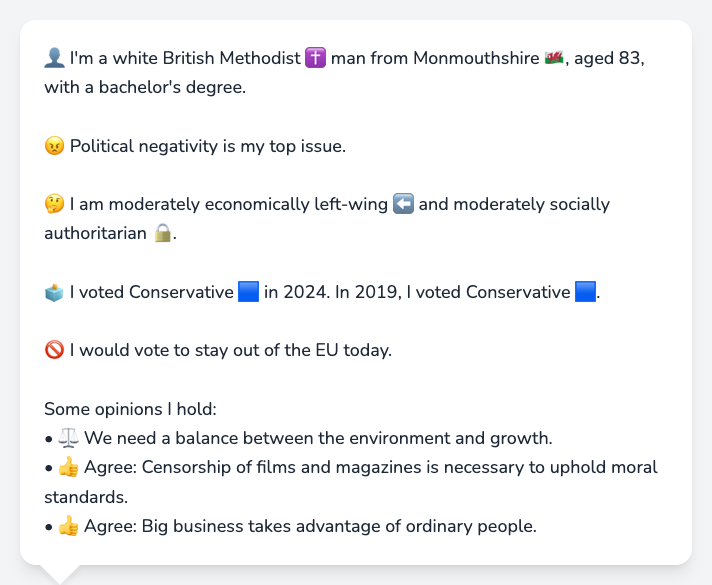 👤 I'm a white British Methodist ✝️ man from Monmouthshire 🏴󠁧󠁢󠁷󠁬󠁳󠁿, aged 83,
with a bachelor's degree.
😠 Political negativity is my top issue.
🤔 I am moderately economically left-wing ⬅️ and moderately socially
authoritarian 🔒.
🗳️ I voted Conservative 🟦 in 2024. In 2019, I voted Conservative 🟦.
🚫 I would vote to stay out of the EU today.
Some opinions I hold:
• ⚖️ We need a balance between the environment and growth.
• 👍 Agree: Censorship of films and magazines is necessary to uphold moral
standards.
• 👍 Agree: Big business takes advantage of ordinary people.